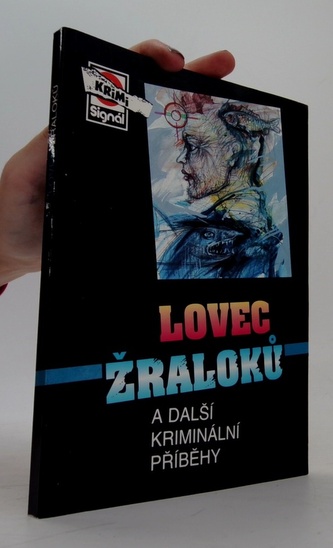 KRiMi
Signál
LOVEC
ŽRALOKŮ
A DALŠÍ
KRIMINÁLNÍ
PŘÍBĚHY